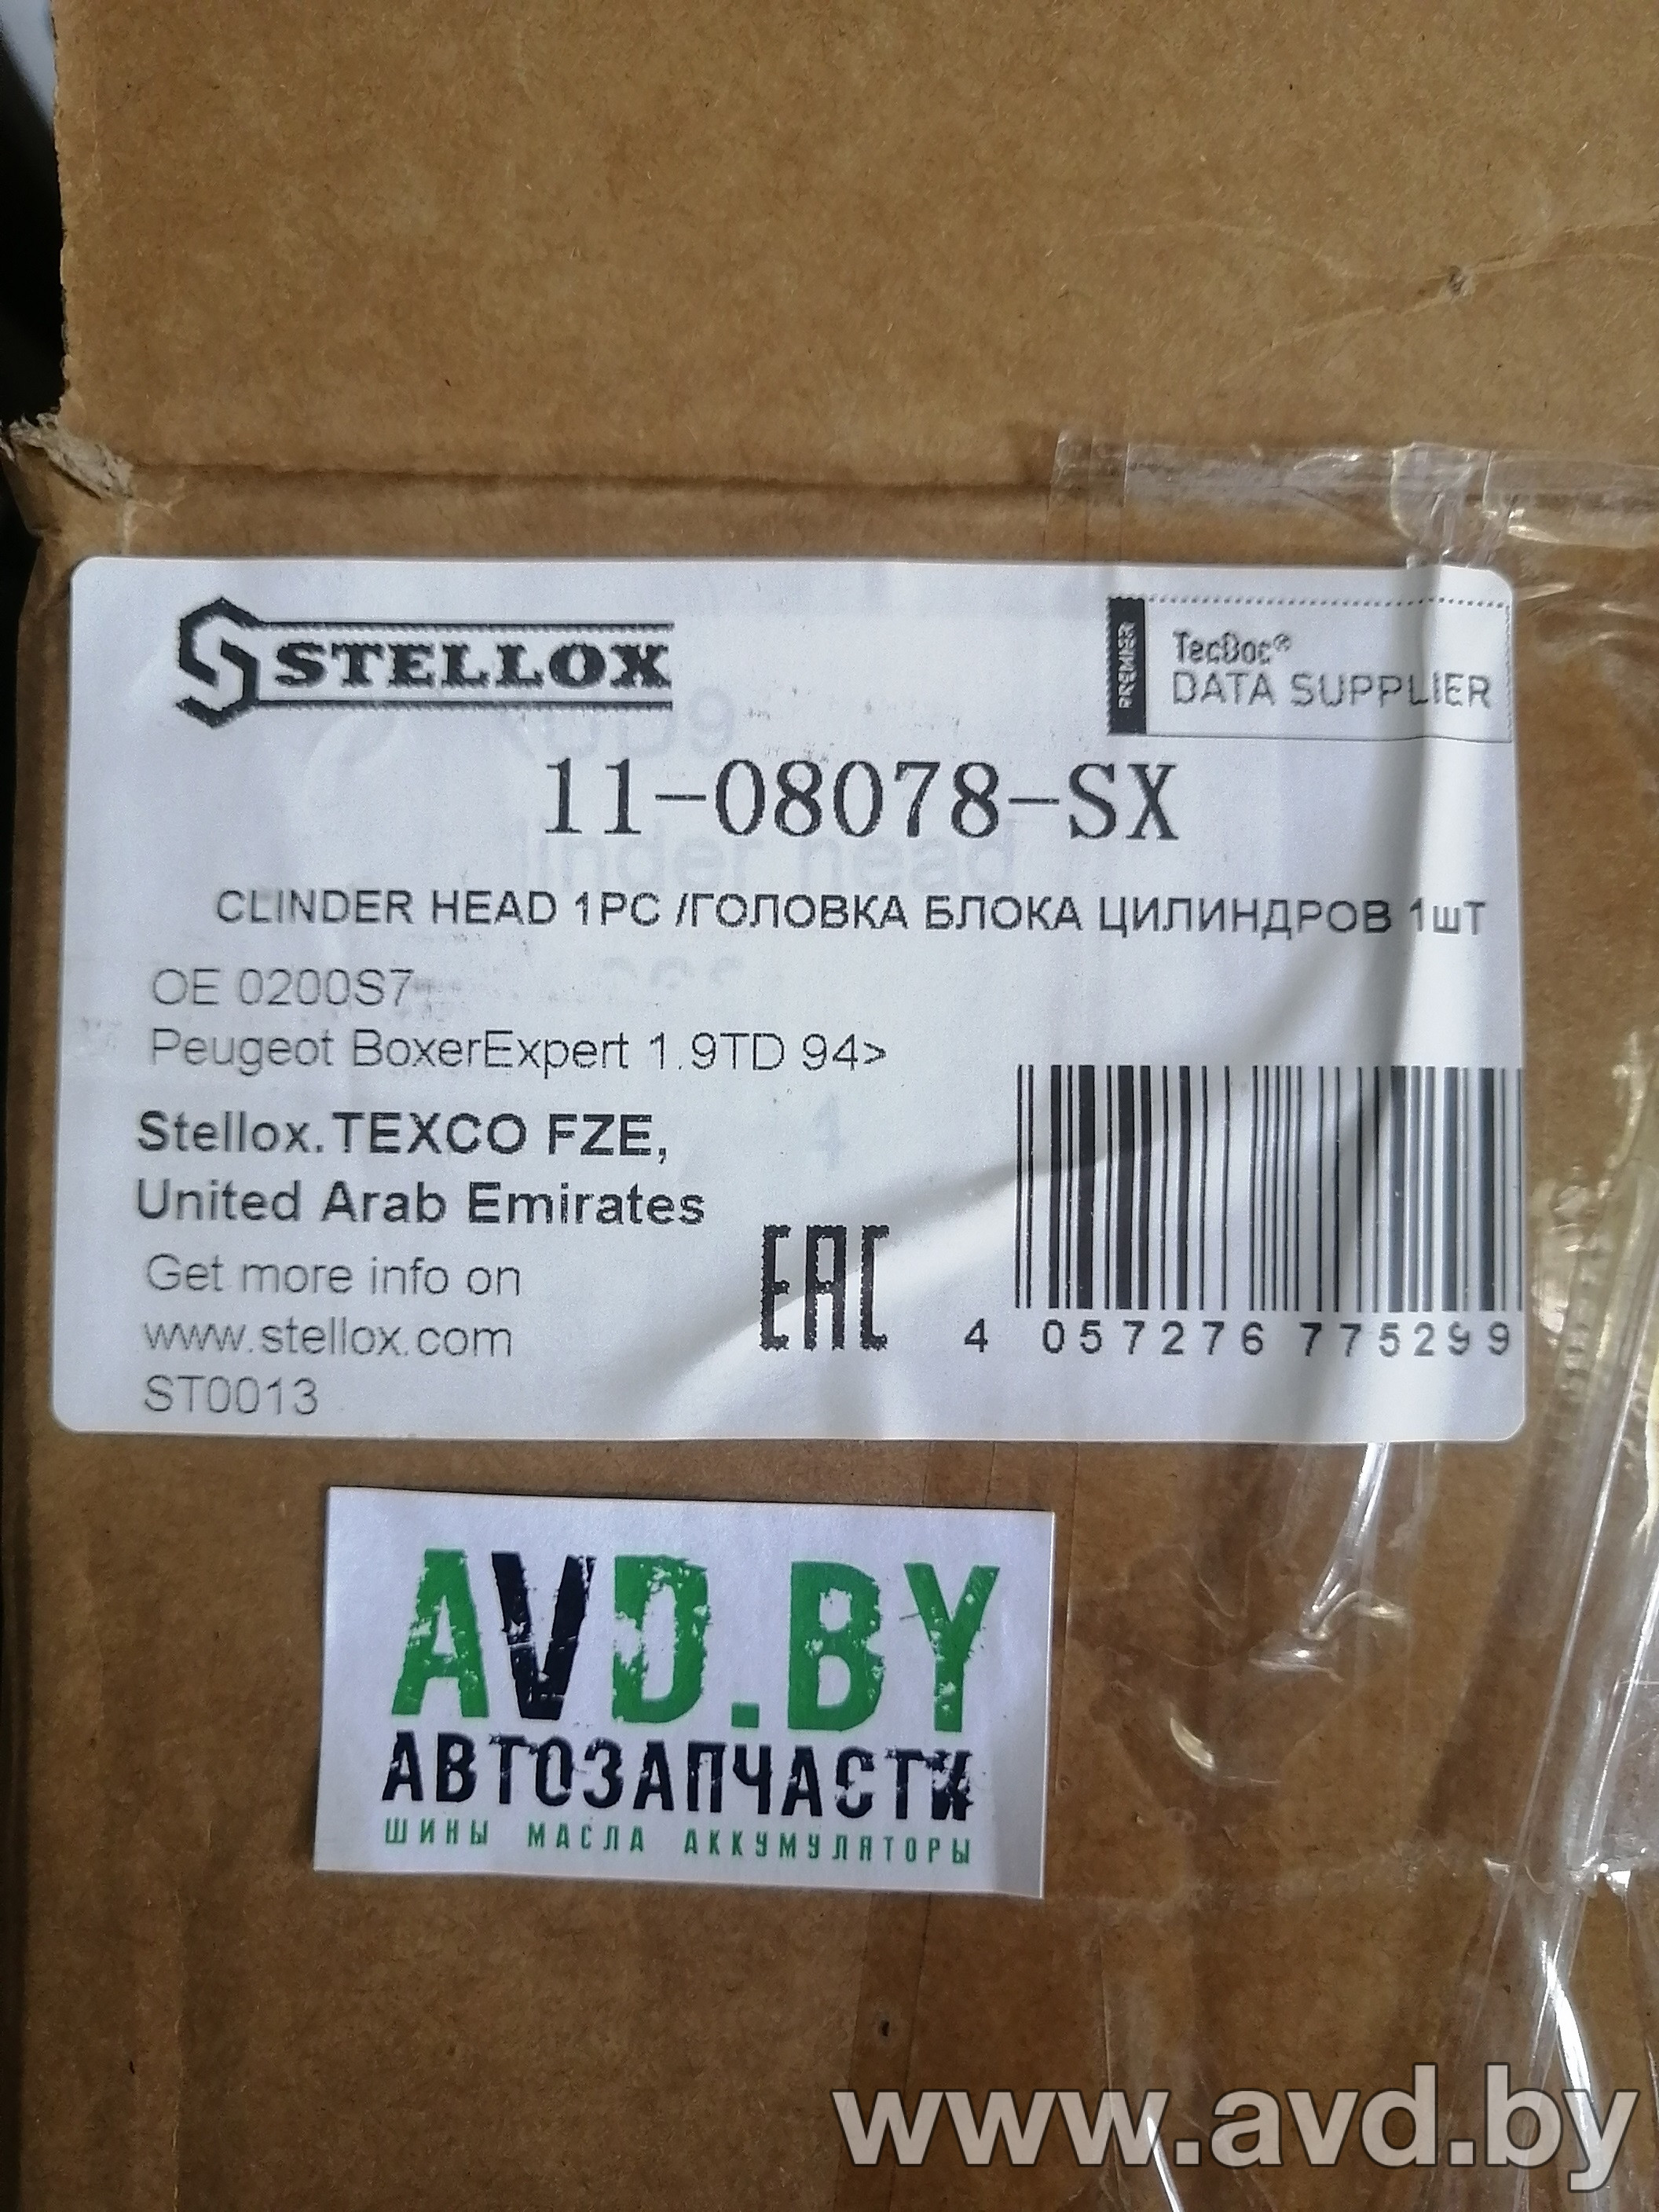 STELLOX
PREMIER
TecDoc®
DATA SUPPLIER
11-08078-SX
CLINDER HEAD 1PC /ГОЛОВКА БЛОКА ЦИЛИНДРОВ 1шТ
OE 0200S7
Peugeot BoxerExpert 1.9TD 94>
Stellox.TEXCO FZE,
United Arab Emirates
Get more info on
www.stellox.com
ST0013
EAC
4 057276 775299
AVD.BY
АВТОЗАПЧАСТИ
ШИНЫ МАСЛА АККУМУЛЯТОРЫ
www.avd.by